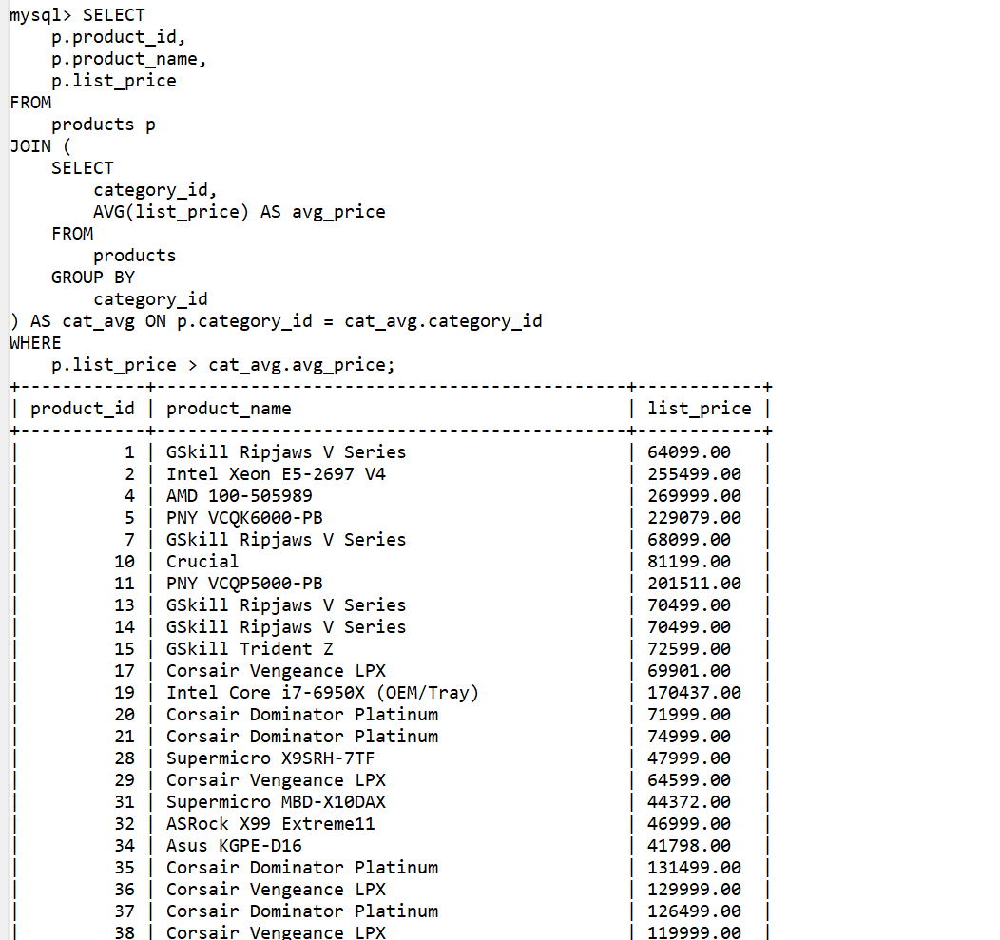 mysql> SELECT
    p.product_id,
    p.product_name,
    p.list_price
FROM
    products p
JOIN (
    SELECT
        category_id,
        AVG(list_price) AS avg_price
    FROM
        products
    GROUP BY
        category_id
) AS cat_avg ON p.category_id = cat_avg.category_id
WHERE
    p.list_price > cat_avg.avg_price;
+------------+---------------------------------------------+------------+
| product_id | product_name                                | list_price |
+------------+---------------------------------------------+------------+
|          1 | GSkill Ripjaws V Series                     | 64099.00   |
|          2 | Intel Xeon E5-2697 V4                       | 255499.00  |
|          4 | AMD 100-505989                              | 269999.00  |
|          5 | PNY VCQK6000-PB                             | 229079.00  |
|          7 | GSkill Ripjaws V Series                     | 68099.00   |
|         10 | Crucial                                     | 81199.00   |
|         11 | PNY VCQP5000-PB                             | 201511.00  |
|         13 | GSkill Ripjaws V Series                     | 70499.00   |
|         14 | GSkill Ripjaws V Series                     | 70499.00   |
|         15 | GSkill Trident Z                            | 72599.00   |
|         17 | Corsair Vengeance LPX                       | 69901.00   |
|         19 | Intel Core i7-6950X (OEM/Tray)              | 170437.00  |
|         20 | Corsair Dominator Platinum                  | 71999.00   |
|         21 | Corsair Dominator Platinum                  | 74999.00   |
|         28 | Supermicro X9SRH-7TF                        | 47999.00   |
|         29 | Corsair Vengeance LPX                       | 64599.00   |
|         31 | Supermicro MBD-X10DAX                       | 44372.00   |
|         32 | ASRock X99 Extreme11                        | 46999.00   |
|         34 | Asus KGPE-D16                               | 41798.00   |
|         35 | Corsair Dominator Platinum                  | 131499.00  |
|         36 | Corsair Vengeance LPX                       | 129999.00  |
|         37 | Corsair Dominator Platinum                  | 126499.00  |
|         38 | Corsair Vengeance LPX                       | 119999.00  |